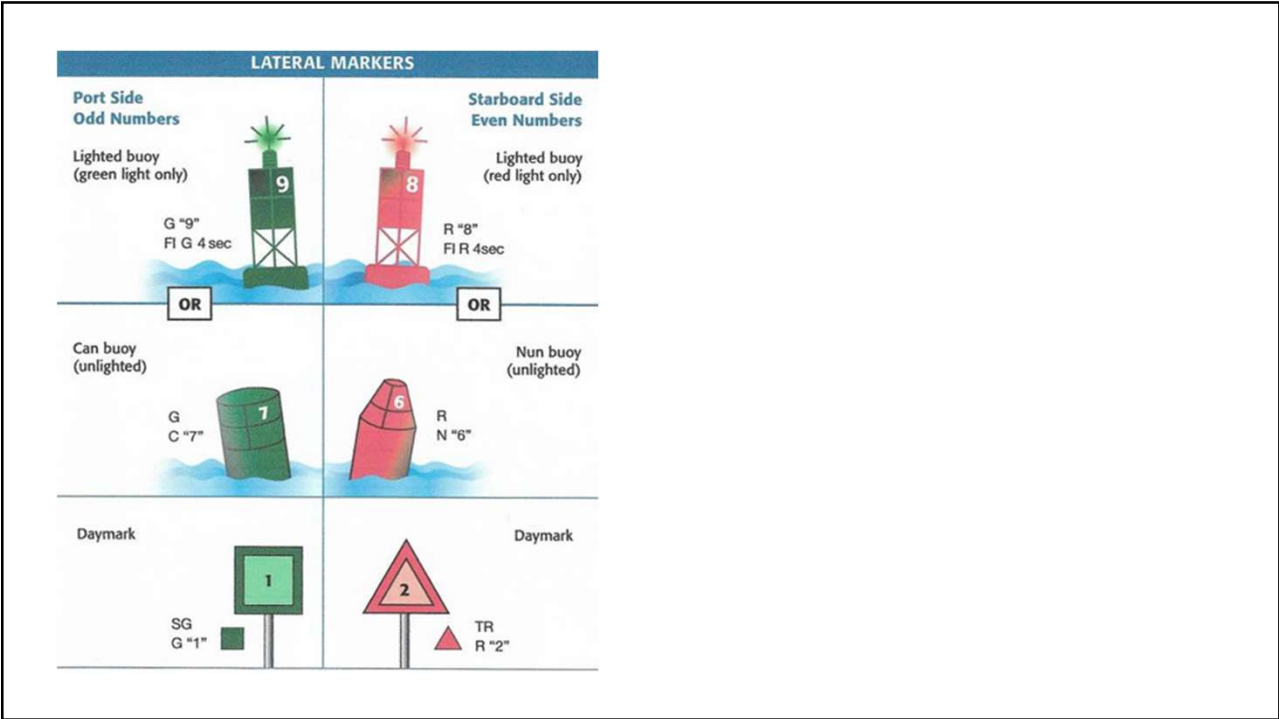 LATERAL MARKERS
Port Side
Odd Numbers
Lighted buoy
(green light only)
9
G “9”
Fl G 4 sec
Starboard Side
Even Numbers
Lighted buoy
(red light only)
8
R “8”
Fl R 4sec
OR
OR
Can buoy
(unlighted)
7
G
C “7”
Nun buoy
(unlighted)
6
R
N “6”
Daymark
1
SG
G “1”
Daymark
2
TR
R “2”